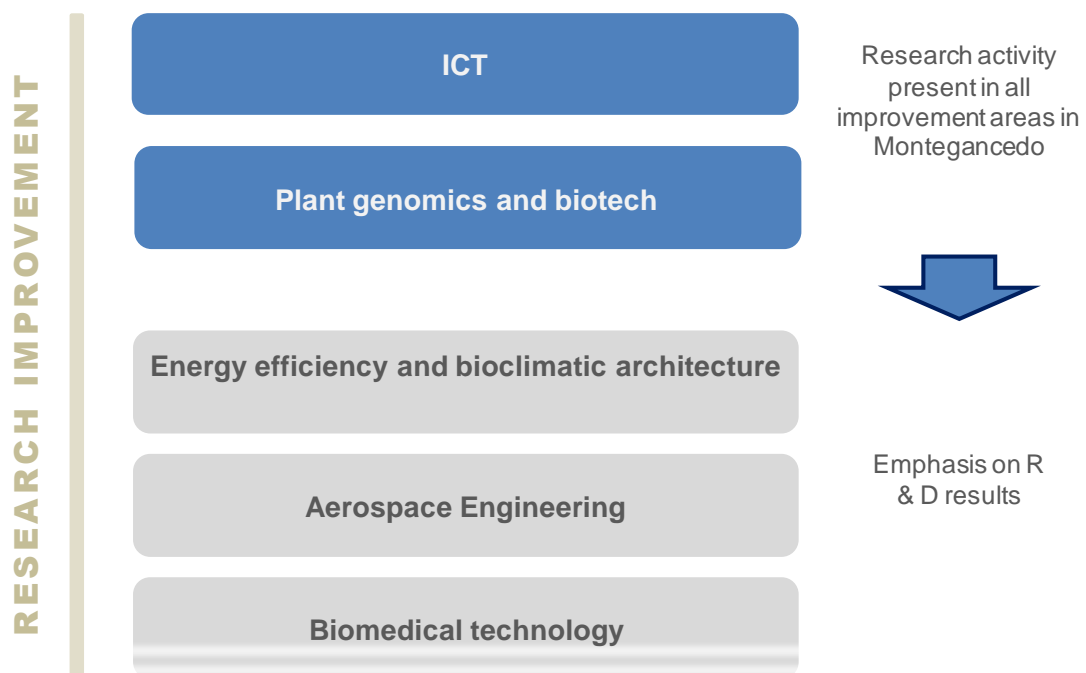 RESEARCH IMPROVEMENT
ICT
Plant genomics and biotech
Energy efficiency and bioclimatic architecture
Aerospace Engineering
Biomedical technology
Research activity
present in all
improvement areas in
Montegancedo
Emphasis on R
& D results